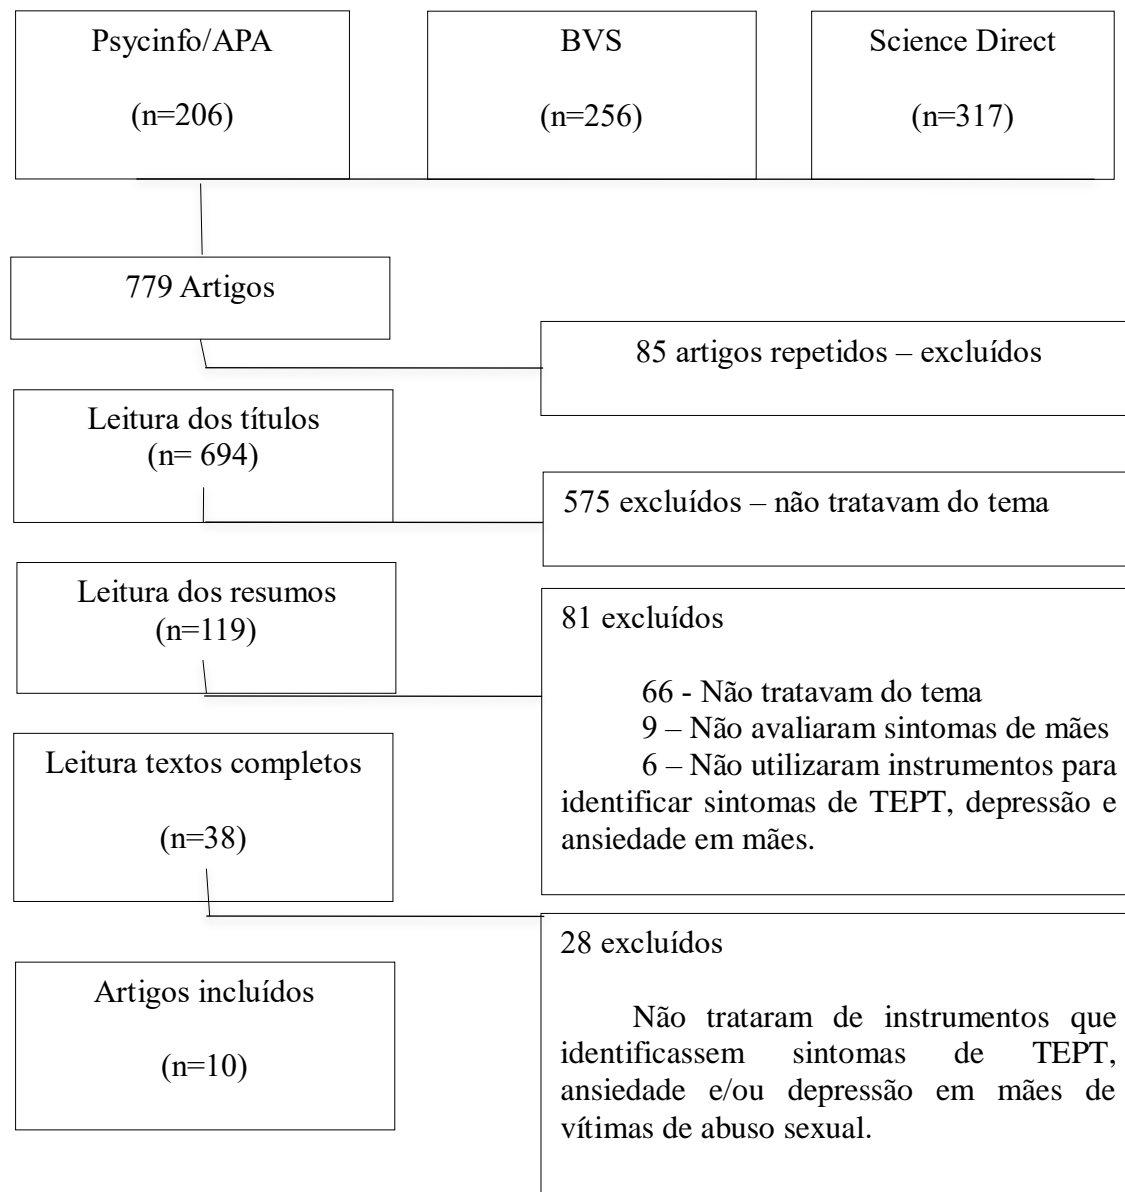 Psycinfo/APA
(n=206)
BVS
(n=256)
Science Direct
(n=317)
779 Artigos
85 artigos repetidos – excluídos
Leitura dos títulos
(n= 694)
575 excluídos – não tratavam do tema
Leitura dos resumos
(n=119)
81 excluídos
66 - Não tratavam do tema
9 – Não avaliaram sintomas de mães
6 – Não utilizaram instrumentos para
identificar sintomas de TEPT, depressão e
ansiedade em mães.
Leitura textos completos
(n=38)
28 excluídos
Não trataram de instrumentos que
identificassem sintomas de TEPT,
ansiedade e/ou depressão em mães de
vítimas de abuso sexual.
Artigos incluídos
(n=10)